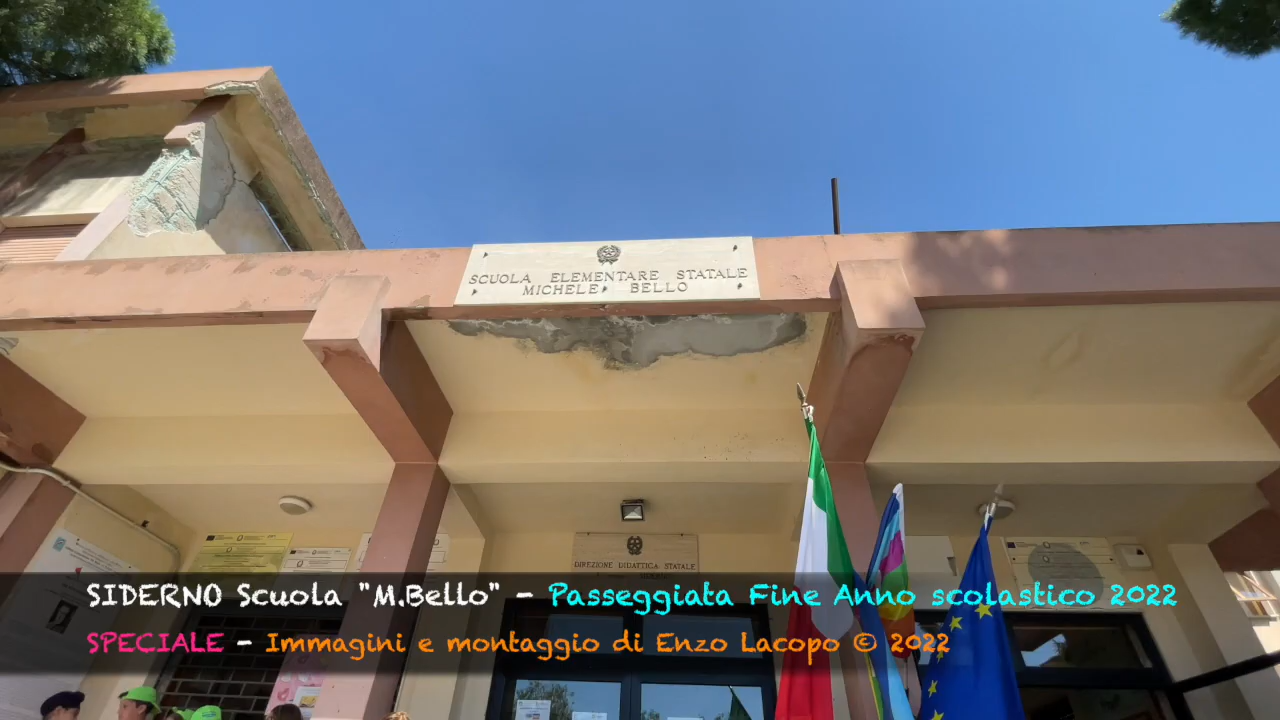 SCUOLA ELEMENTARE STATALE
MICHELE BELLO
DIREZIONE DIDATTICA STATALE
SIDERNO Scuola "M.Bello" - Passeggiata Fine Anno scolastico 2022
SPECIALE - Immagini e montaggio di Enzo Lacopo © 2022